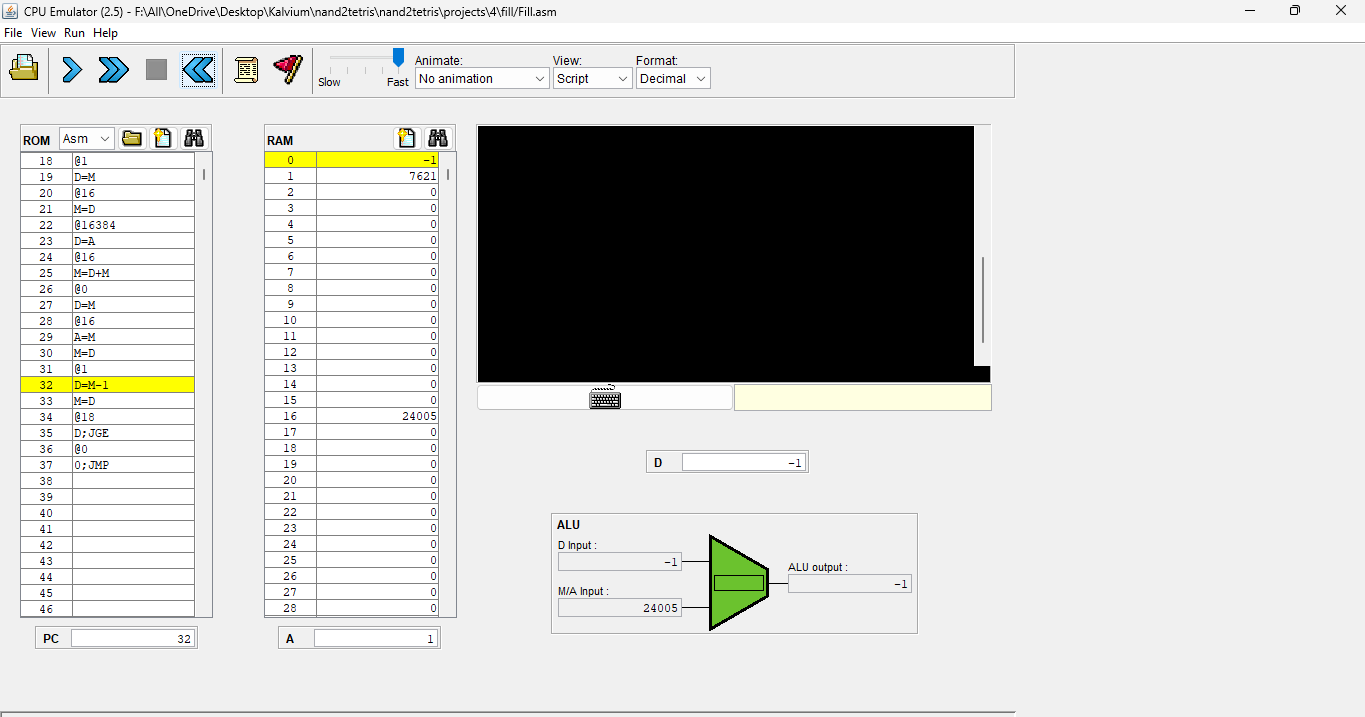 CPU Emulator (2.5) - F:\All\OneDrive\Desktop\Kalvium\nand2tetris\nand2tetris\projects\4\fill/Fill.asm
File View Run Help
Animate: View: Format:
Slow Fast No animation Script Decimal
ROM Asm
18 @1
19 D=M
20 @16
21 M=D
22 @16384
23 D=A
24 @16
25 M=D+M
26 @0
27 D=M
28 @16
29 A=M
30 M=D
31 @1
32 D=M-1
33 M=D
34 @18
35 D;JGE
36 @0
37 0;JMP
38
39
40
41
42
43
44
45
46
PC 32
RAM
0 -1
1 7621
2 0
3 0
4 0
5 0
6 0
7 0
8 0
9 0
10 0
11 0
12 0
13 0
14 0
15 0
16 24005
17 0
18 0
19 0
20 0
21 0
22 0
23 0
24 0
25 0
26 0
27 0
28 0
A 1
D -1
ALU
D Input :
-1
M/A Input :
24005
ALU output :
-1